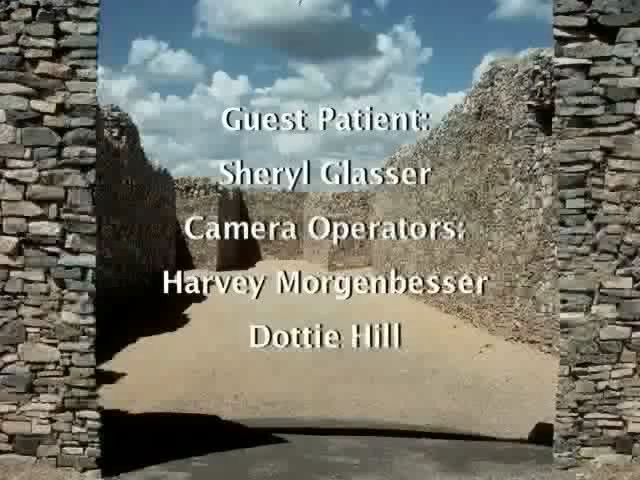 Guest Patient:
Sheryl Glasser
Camera Operators:
Harvey Morgenbesser
Dottie Hill